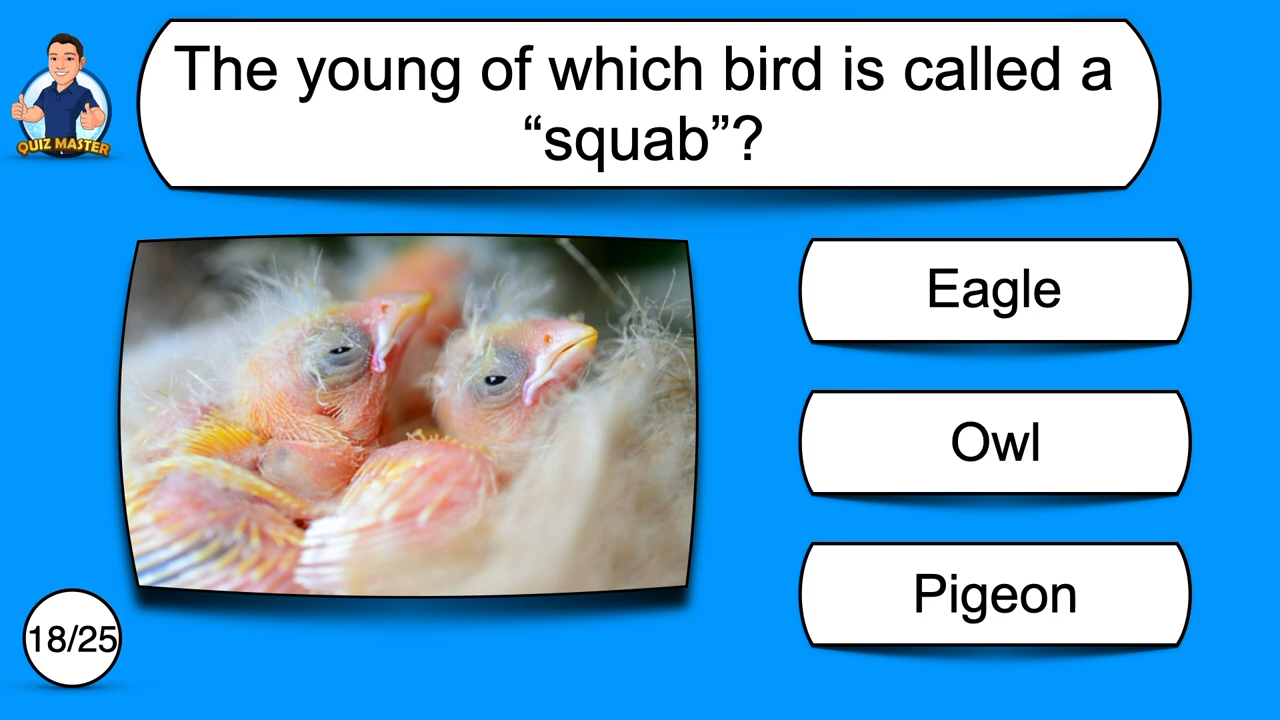 QUIZ MASTER
The young of which bird is called a
“squab”?
Eagle
Owl
Pigeon
18/25